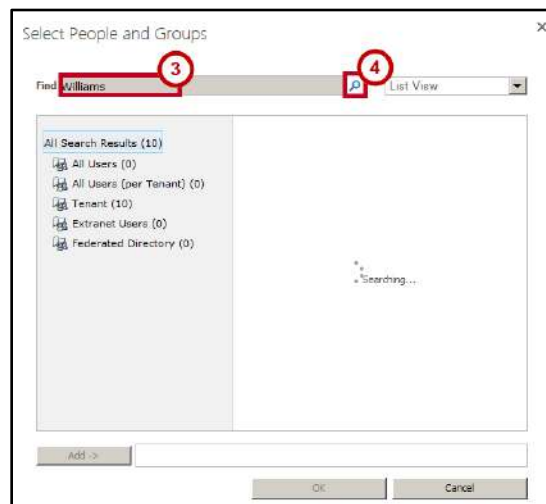 Select People and Groups
×
3 4
Find Williams List View
All Search Results (10)
All Users (0)
All Users (per Tenant) (0)
Tenant (10)
Extranet Users (0)
Federated Directory (0)
Searching...
Add ->
OK Cancel